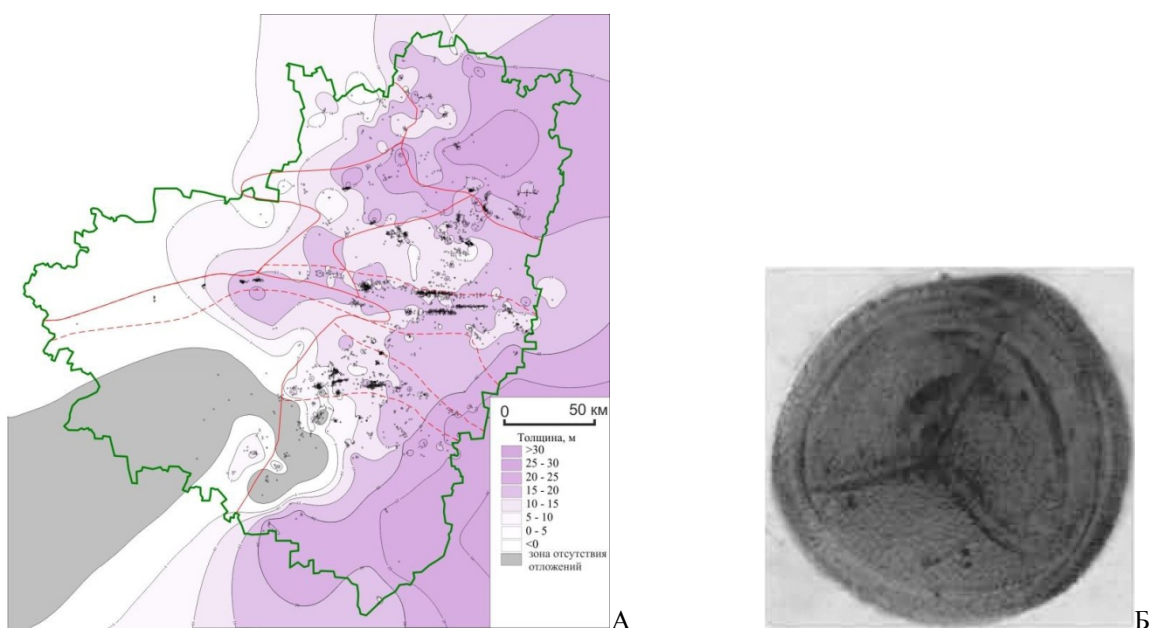 0 50 км
Толщина, м
>30
25 - 30
20 - 25
15 - 20
10 - 15
5 - 10
0 - 5
<0
зона отсутствия
отложений
А
Б